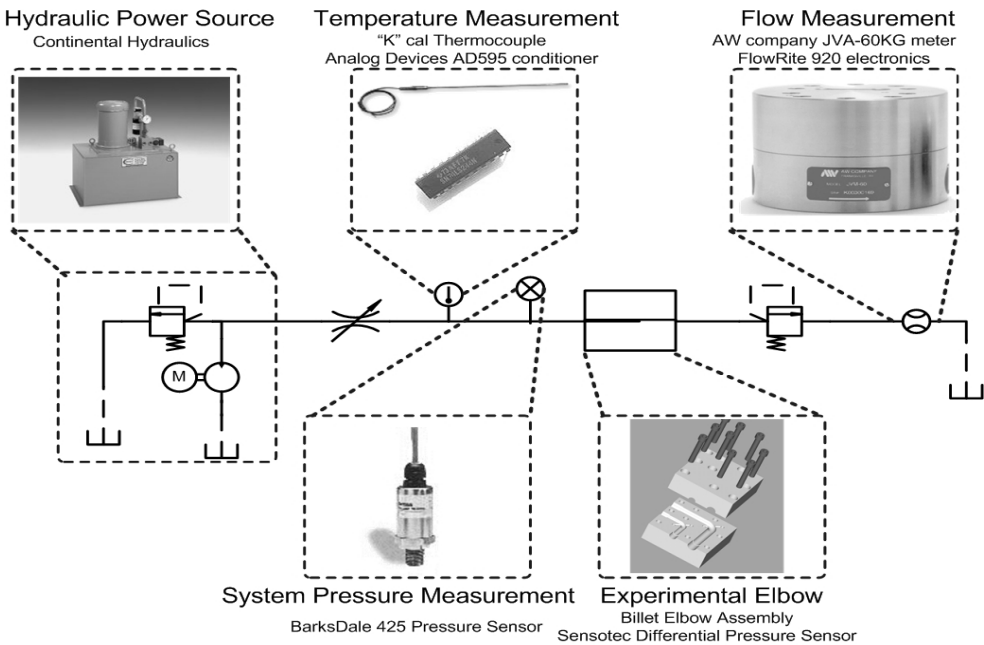 Hydraulic Power Source
Continental Hydraulics
Temperature Measurement
“K” cal Thermocouple
Analog Devices AD595 conditioner
Flow Measurement
AW company JVA-60KG meter
FlowRite 920 electronics
M
System Pressure Measurement
BarksDale 425 Pressure Sensor
Experimental Elbow
Billet Elbow Assembly
Sensotec Differential Pressure Sensor